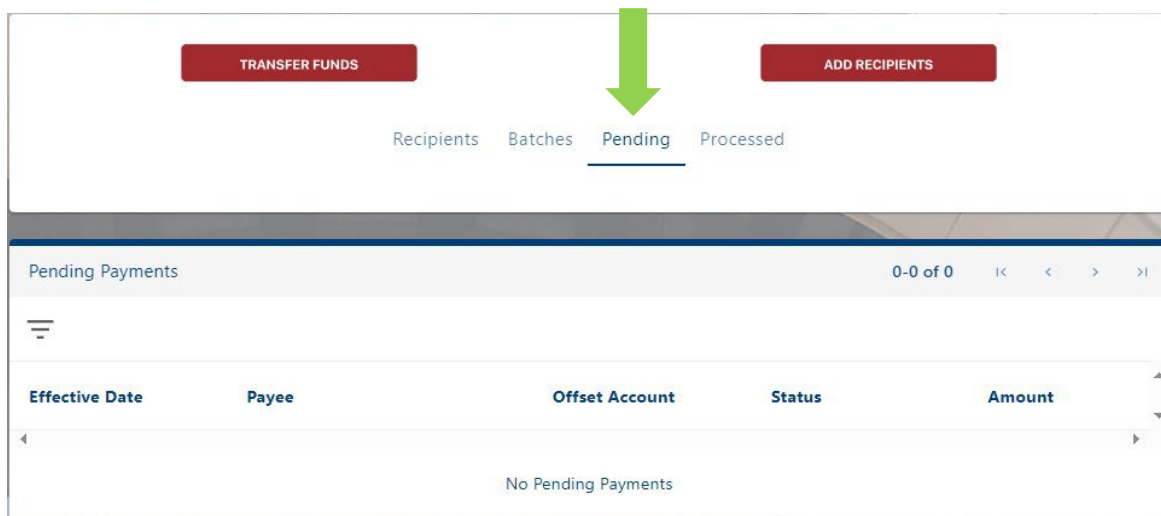 TRANSFER FUNDS ADD RECIPIENTS
Recipients Batches Pending Processed
Pending Payments 0-0 of 0
Effective Date Payee Offset Account Status Amount
No Pending Payments